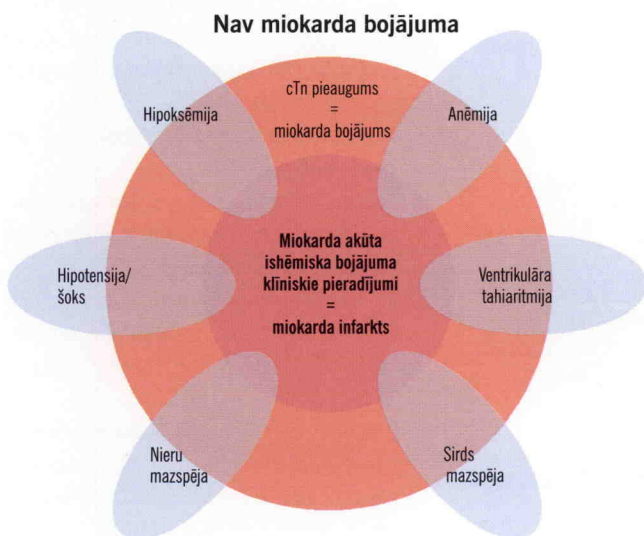 Nav miokarda bojājuma
Hipoksēmija
cTn pieaugums
=
miokarda bojājums
Anēmija
Hipotensija/
šoks
Miokarda akūta
ishēmiska bojājuma
klīniskie pieradījumi
=
miokarda infarkts
Ventrikulāra
tahiaritmija
Nieru
mazspēja
Sirds
mazspēja